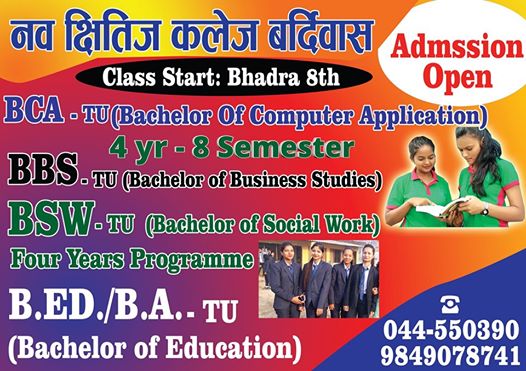 नव क्षितिज कलेज बर्दिवास
Admssion
Open
Class Start: Bhadra 8th
BCA - TU (Bachelor Of Computer Application)
4 yr - 8 Semester
BBS - TU (Bachelor of Business Studies)
BSW - TU (Bachelor of Social Work)
Four Years Programme
B.ED./B.A. - TU
(Bachelor of Education)
044-550390
9849078741